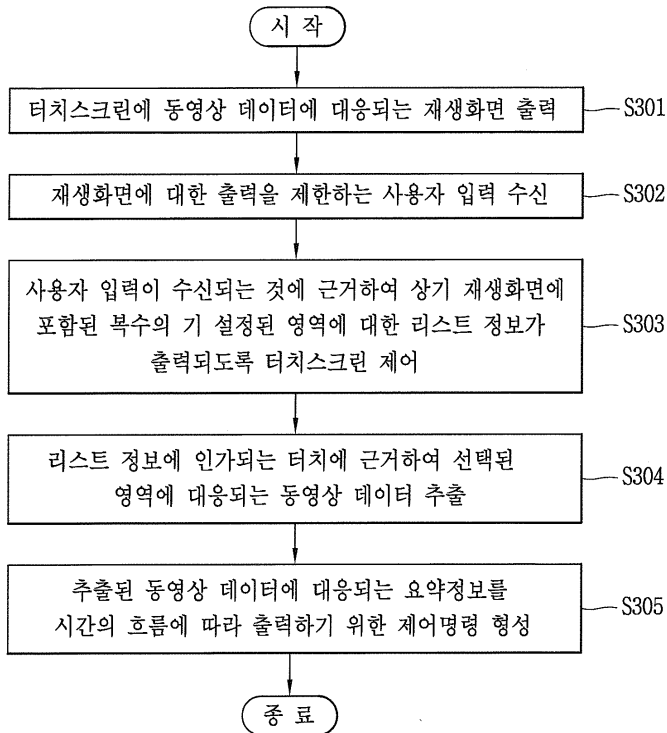 시 작
터치스크린에 동영상 데이터에 대응되는 재생화면 출력
S301
재생화면에 대한 출력을 제한하는 사용자 입력 수신
S302
사용자 입력이 수신되는 것에 근거하여 상기 재생화면에
포함된 복수의 기 설정된 영역에 대한 리스트 정보가
출력되도록 터치스크린 제어
S303
리스트 정보에 인가되는 터치에 근거하여 선택된
영역에 대응되는 동영상 데이터 추출
S304
추출된 동영상 데이터에 대응되는 요약정보를
시간의 흐름에 따라 출력하기 위한 제어명령 형성
S305
종 료